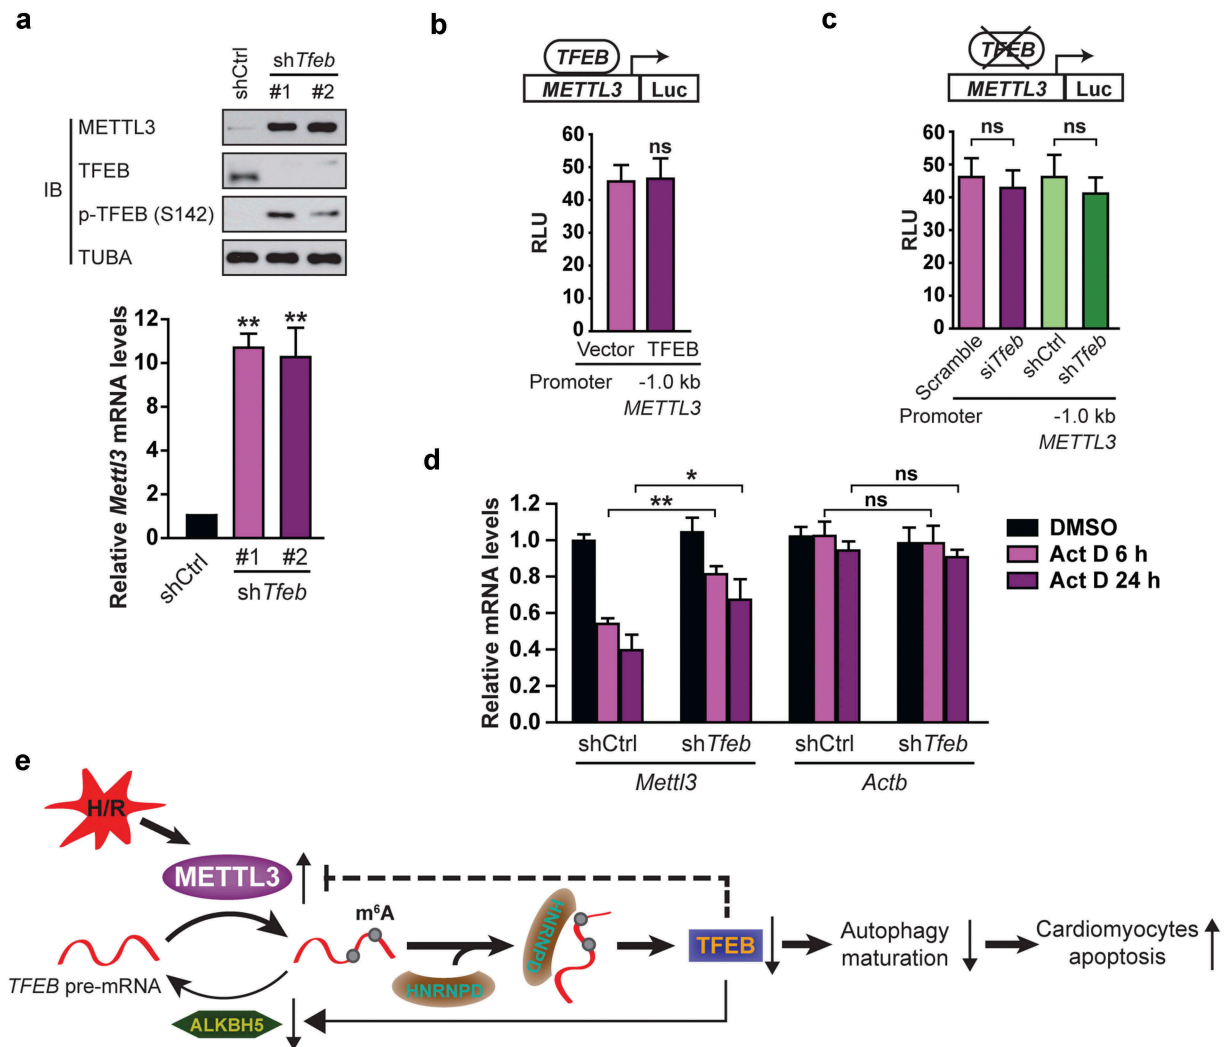 a
shCtrl
shTfeb
#1 #2
IB
METTL3
TFEB
p-TFEB (S142)
TUBA
Relative Mettl3 mRNA levels
12
10
8
4
2
0
**
**
shCtrl
#1 #2
shTfeb
b
TFEB
METTL3 Luc
RLU
60
50
40
30
20
10
0
ns
Vector TFEB
Promoter -1.0 kb
METTL3
c
TFEB
METTL3 Luc
RLU
60
50
40
30
20
10
0
ns ns
Scramble
siTfeb
shCtrl
shTfeb
Promoter -1.0 kb
METTL3
d
Relative mRNA levels
1.2
1.0
0.8
0.6
0.4
0.2
0.0
*
**
ns
ns
shCtrl shTfeb shCtrl shTfeb
Mettl3 Actb
DMSO
Act D 6 h
Act D 24 h
e
H/R
METTL3
m⁶A
TFEB pre-mRNA
ALKBH5
HNRNPD
HNRNPD
TFEB
Autophagy
maturation
Cardiomyocytes
apoptosis